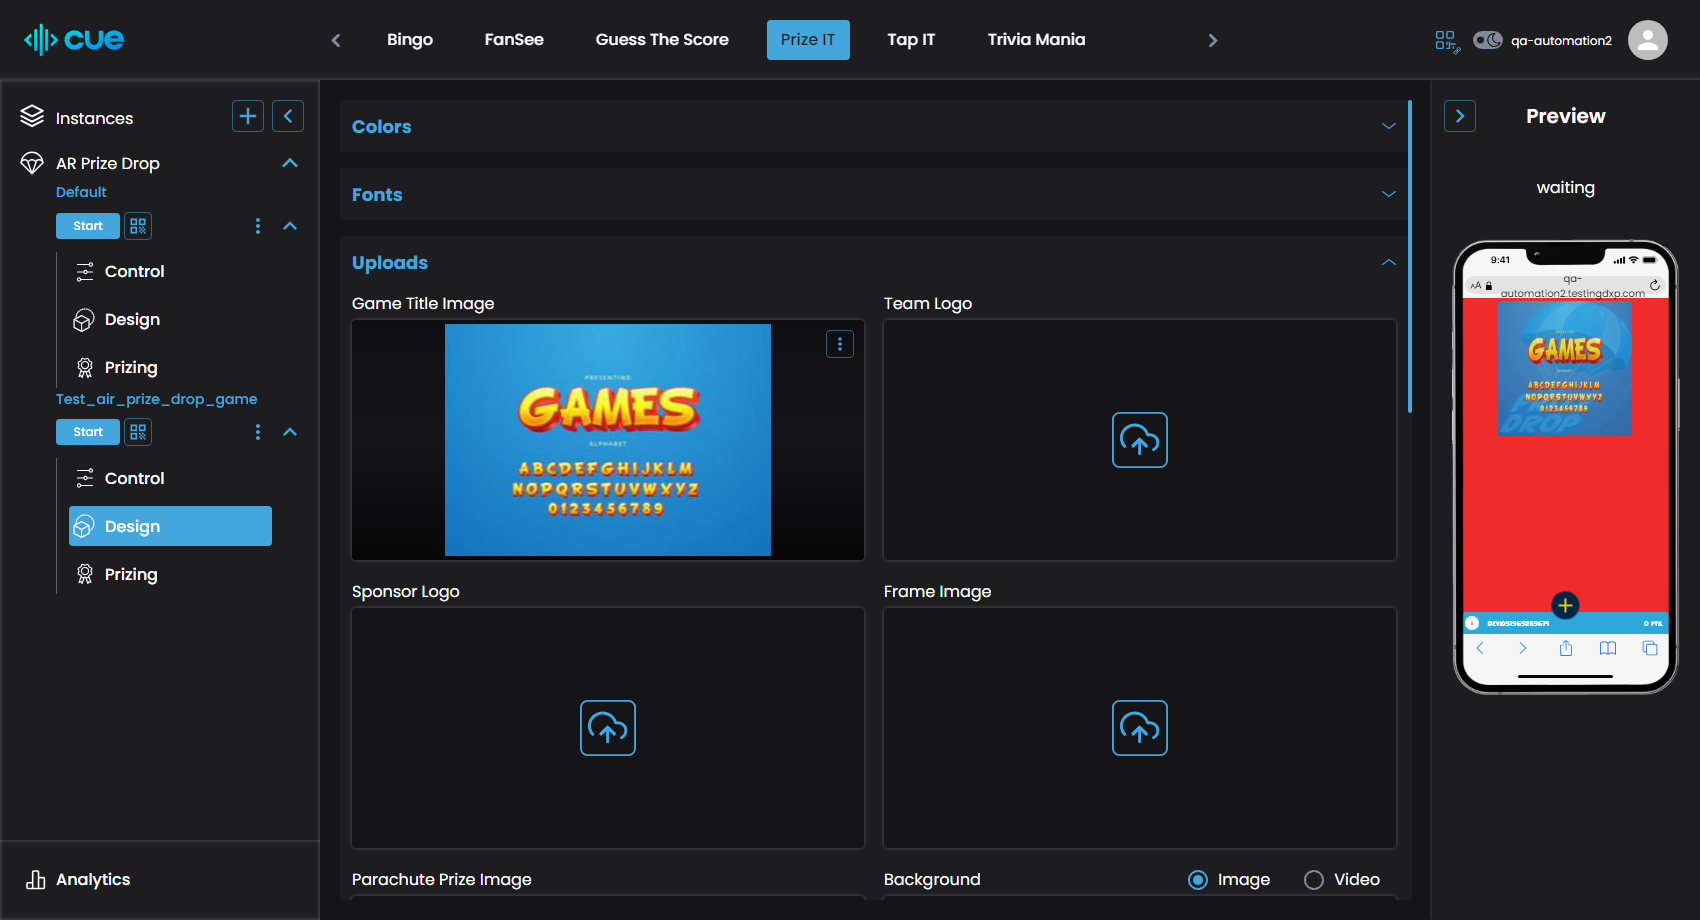 cue
Bingo
FanSee
Guess The Score
Prize IT
Tap IT
Trivia Mania
qa-automation2
Instances
AR Prize Drop
Default
Start
Control
Design
Prizing
Test_air_prize_drop_game
Start
Control
Design
Prizing
Analytics
Colors
Fonts
Uploads
Game Title Image
Team Logo
PRESENTING
GAMES
ALPHABET
ABCDEFGHIJKLM
NOPQRSTUVWXYZ
0123456789
Sponsor Logo
Frame Image
Parachute Prize Image
Background
Image
Video
Preview
waiting
9:41
AA
qa-
automation2.testingdxp.com
GAMES
ALPHABET
ABCDEFGHIJKLM
NOPQRSTUVWXYZ
0123456789
DROP
0 PTS.